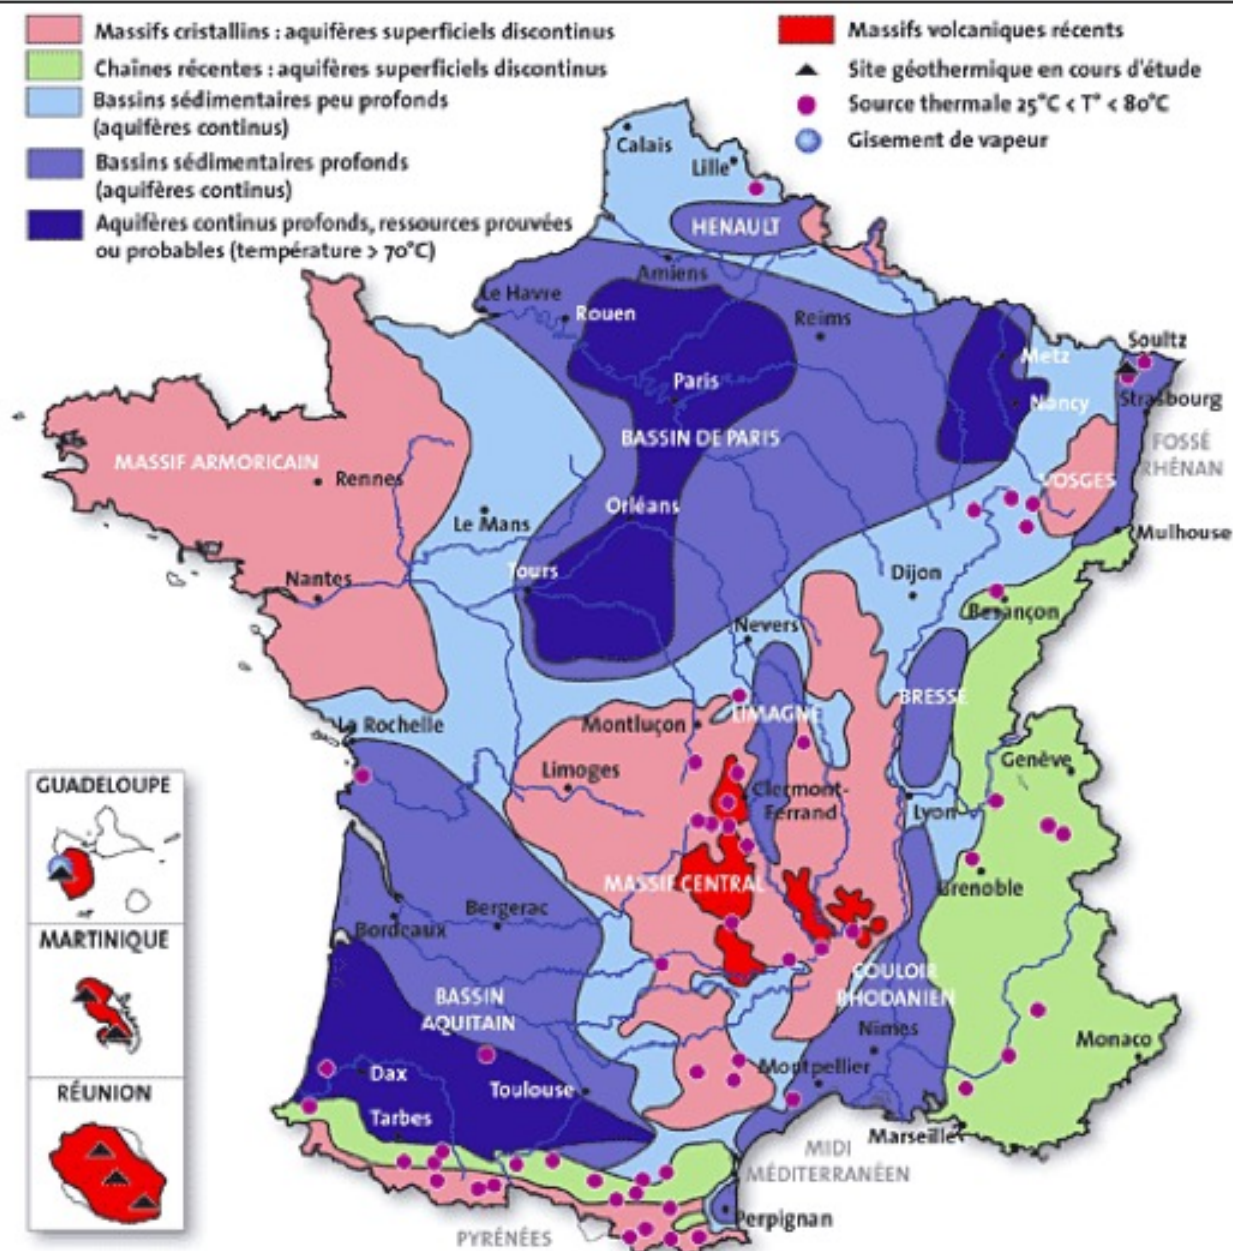 Massifs cristallins : aquifères superficiels discontinus
Chaînes récentes : aquifères superficiels discontinus
Bassins sédimentaires peu profonds
(aquifères continus)
Bassins sédimentaires profonds
(aquifères continus)
Aquifères continus profonds, ressources prouvées
ou probables (température > 70°C)
Massifs volcaniques récents
Site géothermique en cours d'étude
Source thermale 25°C < T° < 80°C
Gisement de vapeur
Calais
Lille
HENAULT
Amiens
Le Havre
Rouen
Reims
Metz
Soultz
Paris
Noncy
Strasbourg
BASSIN DE PARIS
FOSSÉ
RHÉNAN
MASSIF ARMORICAIN
Rennes
VOSGES
Orléans
Le Mans
Mulhouse
Nantes
Tours
Dijon
Besançon
Nevers
BRESSE
La Rochelle
Montluçon
LIMAGNE
Genève
Limoges
Clermont-
Ferrand
Lyon
GUADELOUPE
MASSIF CENTRAL
Grenoble
Bergerac
Bordeaux
MARTINIQUE
COULOIR
RHODANIEN
BASSIN
AQUITAIN
Nîmes
Monaco
Dax
Toulouse
Montpellier
RÉUNION
Tarbes
Marseille
MIDI
MÉDITERRANÉEN
Perpignan
PYRÉNÉES